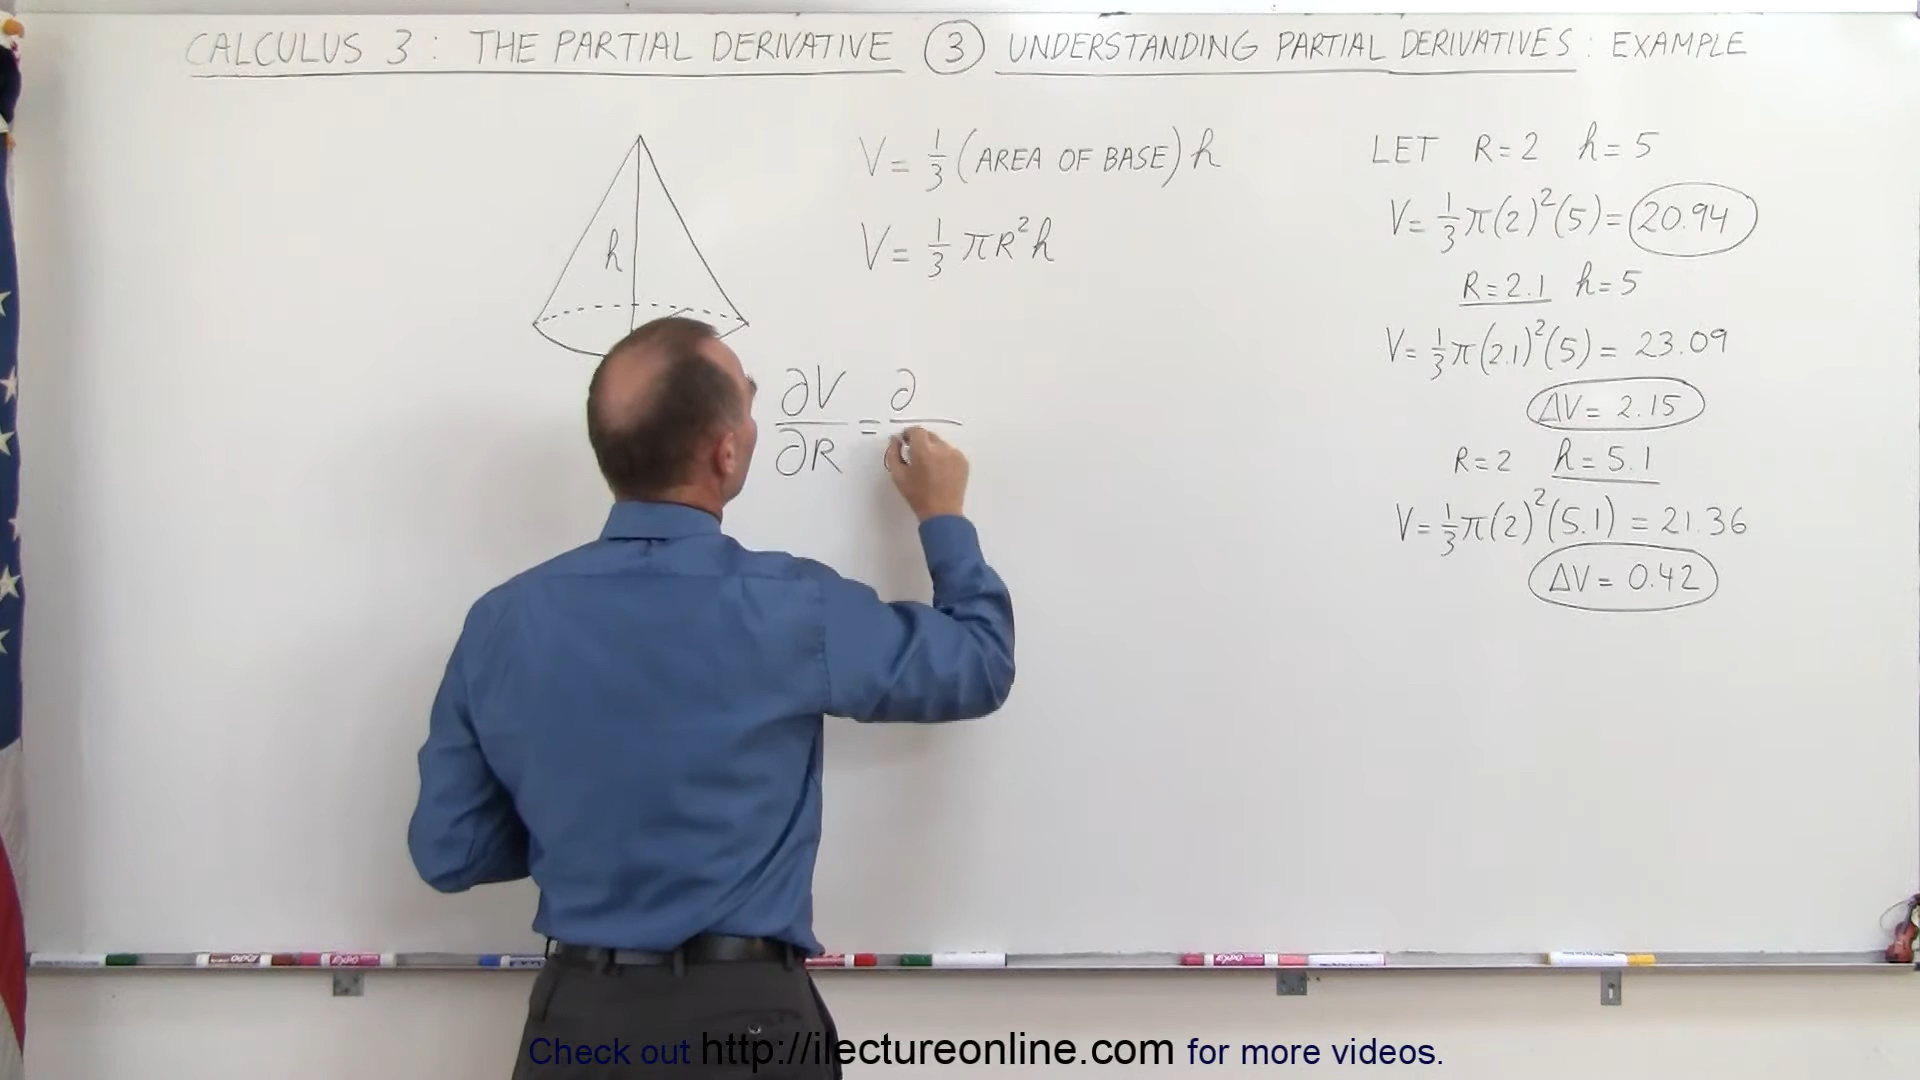 CALCULUS 3: THE PARTIAL DERIVATIVE ③ UNDERSTANDING PARTIAL DERIVATIVES: EXAMPLE
h
V = 1/3 (AREA OF BASE) h
V = 1/3 πR²h
∂V/∂R = ∂
LET R=2 h=5
V= 1/3 π(2)²(5) = 20.94
R=2.1 h=5
V= 1/3 π(2.1)²(5) = 23.09
ΔV = 2.15
R=2 h=5.1
V= 1/3 π(2)²(5.1) = 21.36
ΔV = 0.42
EXPO
EXPO
EXPO
Check out http://ilectureonline.com for more videos.